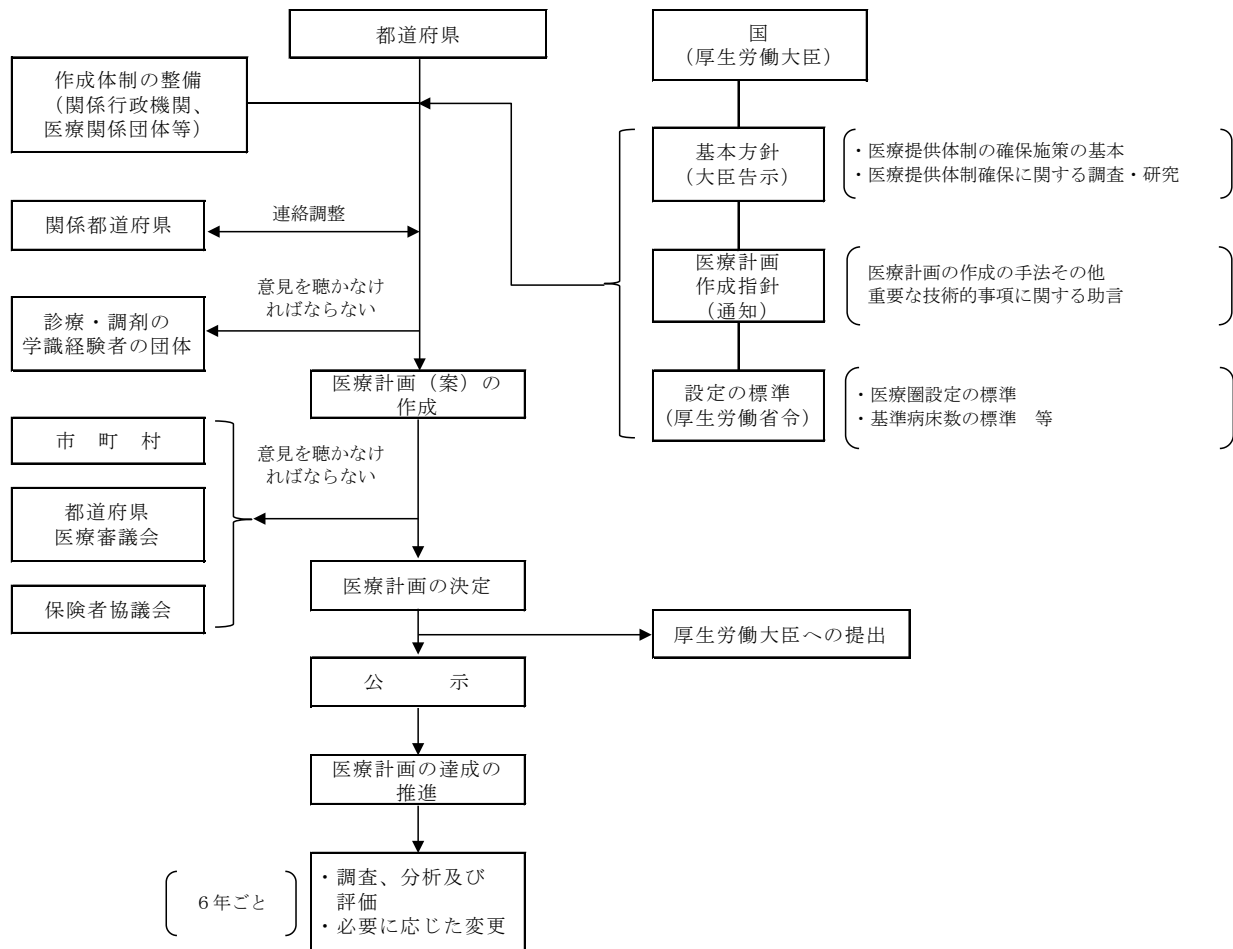 都道府県
作成体制の整備
（関係行政機関、
医療関係団体等）
関係都道府県
連絡調整
意見を聴かなけ
ればならない
診療・調剤の
学識経験者の団体
医療計画（案）の
作成
市　町　村
都道府県
医療審議会
保険者協議会
意見を聴かなけ
ればならない
医療計画の決定
厚生労働大臣への提出
公　　　示
医療計画の達成の
推進
６年ごと
・調査、分析及び
評価
・必要に応じた変更
国
（厚生労働大臣）
基本方針
（大臣告示）
・医療提供体制の確保施策の基本
・医療提供体制確保に関する調査・研究
医療計画
作成指針
（通知）
医療計画の作成の手法その他
重要な技術的事項に関する助言
設定の標準
（厚生労働省令）
・医療圏設定の標準
・基準病床数の標準　等